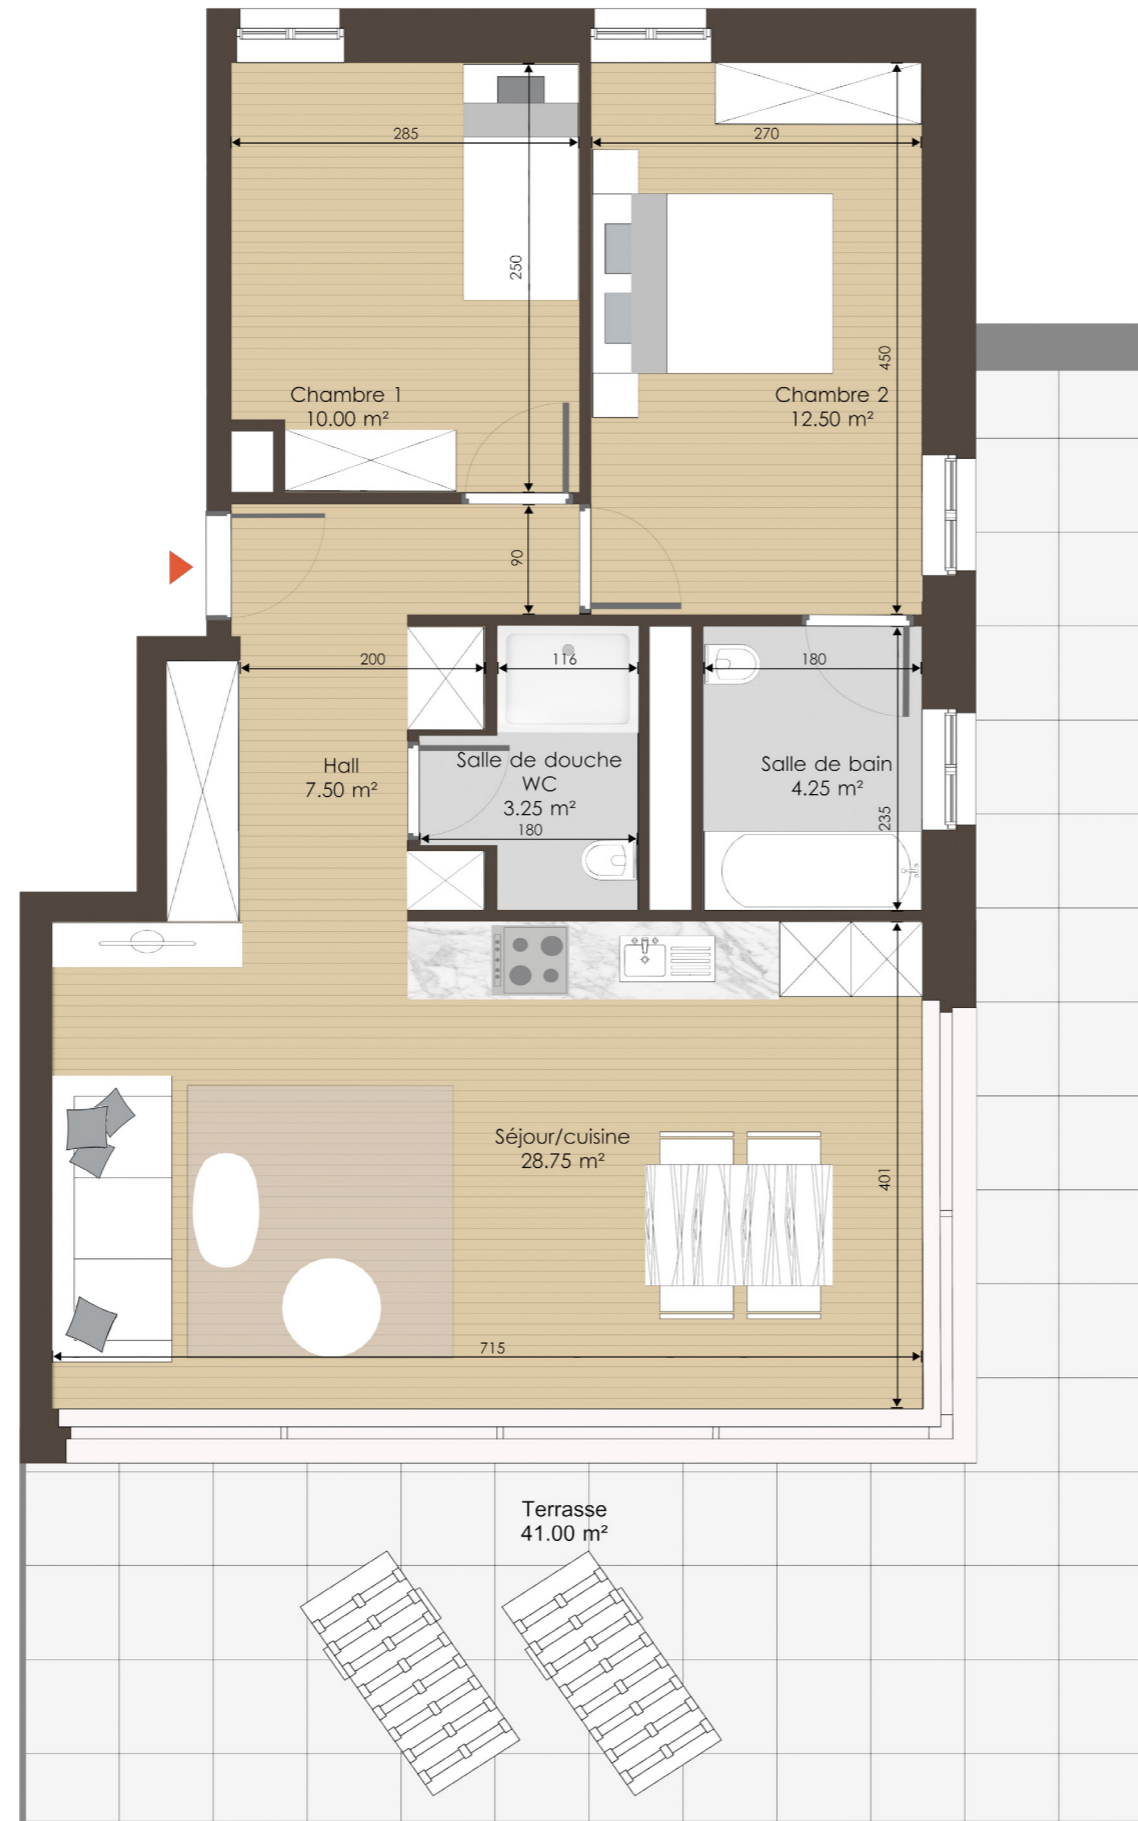 285
270
250
450
Chambre 1
10.00 m²
Chambre 2
12.50 m²
90
200
116
180
Hall
7.50 m²
Salle de douche
WC
3.25 m²
180
Salle de bain
4.25 m²
235
Séjour/cuisine
28.75 m²
401
715
Terrasse
41.00 m²